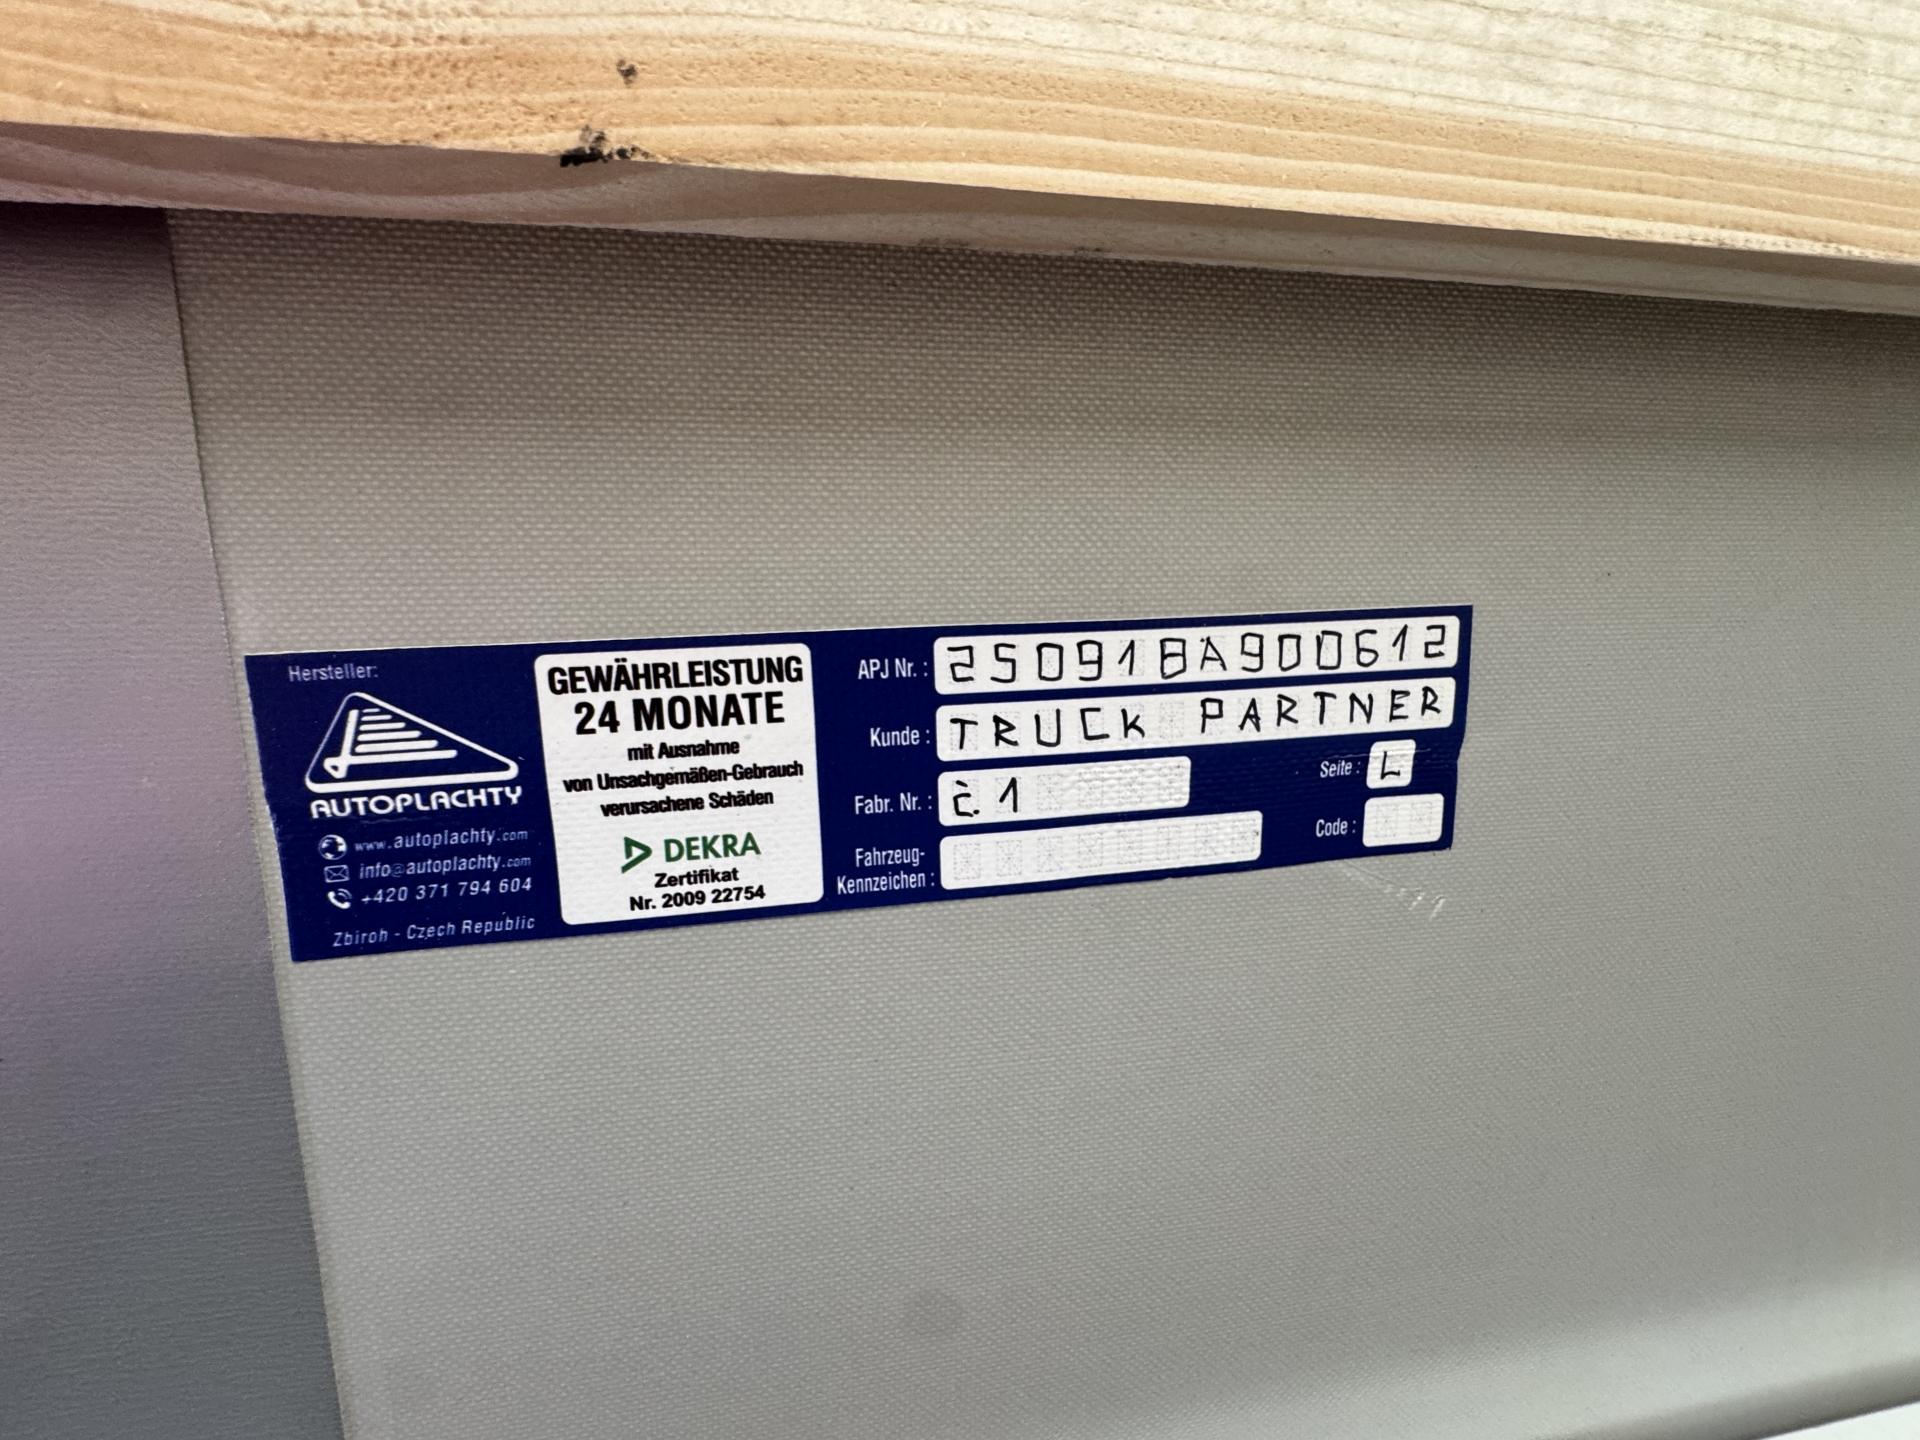 Hersteller:
AUTOPLACHTY
www.autoplachty.com
info@autoplachty.com
+420 371 794 604
Zbiroh - Czech Republic
GEWÄHRLEISTUNG
24 MONATE
mit Ausnahme
von Unsachgemäßen-Gebrauch
verursachene Schäden
DEKRA
Zertifikat
Nr. 2009 22754
APJ Nr.: 250918A900612
Kunde: TRUCK PARTNER
Fabr. Nr.: č. 1
Seite: L
Fahrzeug-
Kennzeichen:
Code: